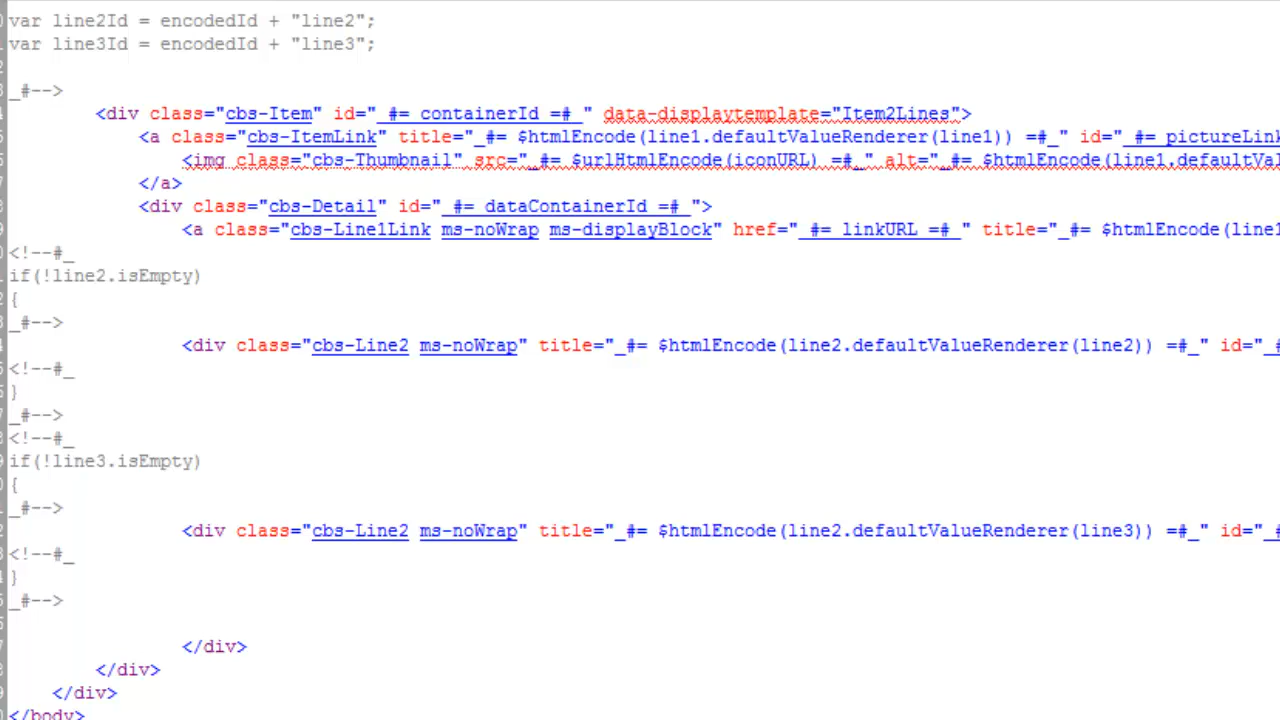 var line2Id = encodedId + "line2";
var line3Id = encodedId + "line3";
_#-->
<div class="cbs-Item" id="_#= containerId =#_" data-displaytemplate="Item2Lines">
<a class="cbs-ItemLink" title="_#= $htmlEncode(line1.defaultValueRenderer(line1)) =#_" id="_#= pictureLink
<img class="cbs-Thumbnail" src="_#= $urlHtmlEncode(iconURL) =#_" alt="_#= $htmlEncode(line1.defaultVal
</a>
<div class="cbs-Detail" id="_#= dataContainerId =#_">
<a class="cbs-Line1Link ms-noWrap ms-displayBlock" href="_#= linkURL =#_" title="_#= $htmlEncode(line1
<!--#_
if(!line2.isEmpty)
{
_#-->
<div class="cbs-Line2 ms-noWrap" title="_#= $htmlEncode(line2.defaultValueRenderer(line2)) =#_" id="_#
<!--#_
}
_#-->
<!--#_
if(!line3.isEmpty)
{
_#-->
<div class="cbs-Line2 ms-noWrap" title="_#= $htmlEncode(line2.defaultValueRenderer(line3)) =#_" id="_#
<!--#_
}
_#-->
</div>
</div>
</div>
</body>